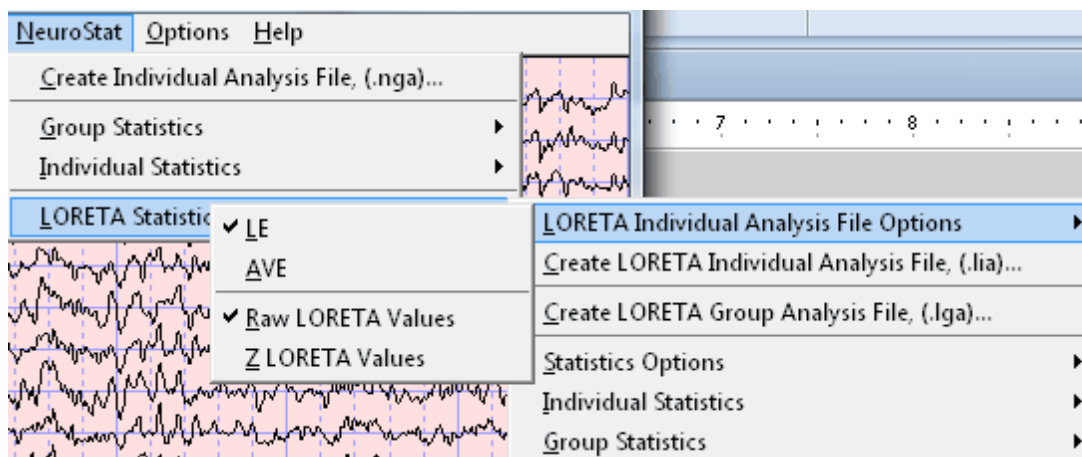 NeuroStat Options Help
Create Individual Analysis File, (.nga)...
Group Statistics
Individual Statistics
LORETA Statistic
LE
AVE
Raw LORETA Values
Z LORETA Values
LORETA Individual Analysis File Options
Create LORETA Individual Analysis File, (.lia)...
Create LORETA Group Analysis File, (.lga)...
Statistics Options
Individual Statistics
Group Statistics
7 8